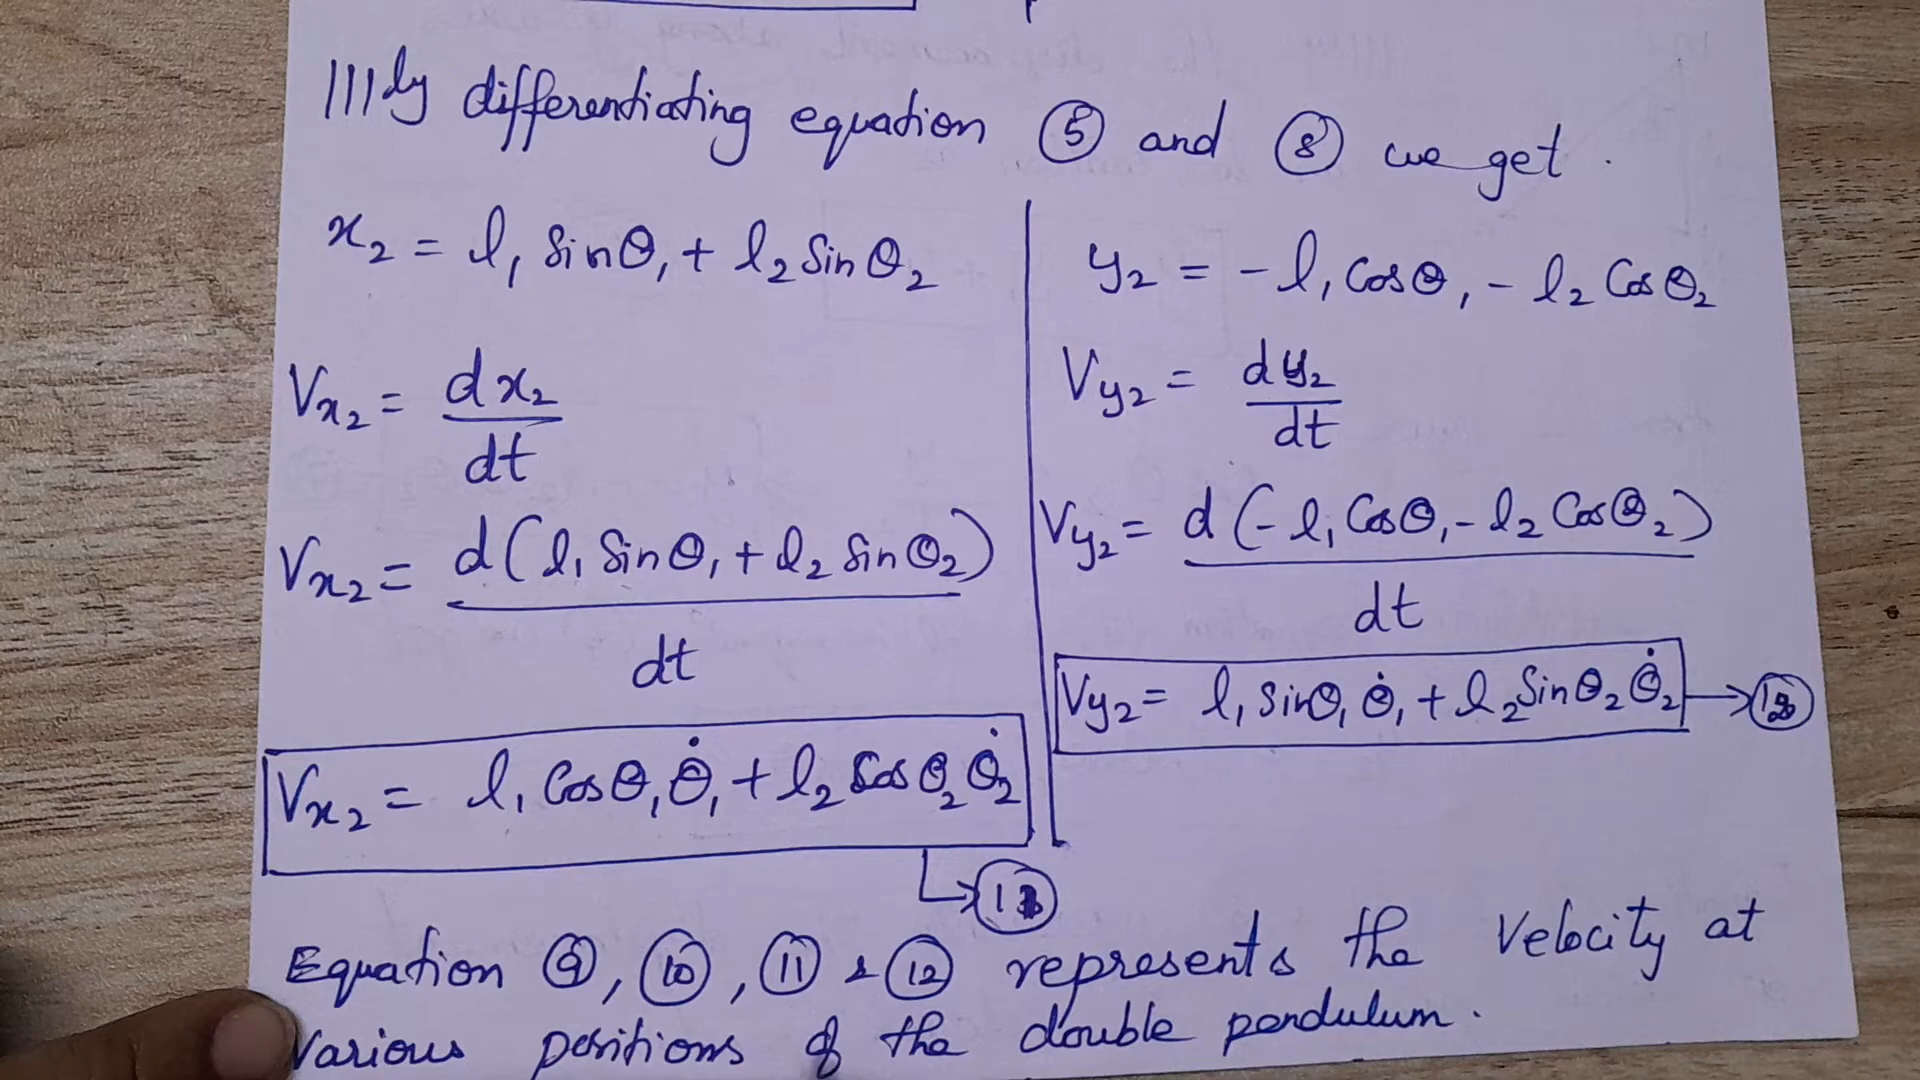 |||ly differentiating equation ⑤ and ⑧ we get .
x₂ = l₁ Sinθ₁ + l₂ Sinθ₂
Vx₂ = dx₂/dt
Vx₂ = d(l₁ Sinθ₁ + l₂ Sinθ₂)/dt
Vx₂ = l₁ Cosθ₁ θ̇₁ + l₂ Cosθ₂ θ̇₂
→ ⑪
y₂ = -l₁ Cosθ₁ - l₂ Cosθ₂
Vy₂ = dy₂/dt
Vy₂ = d(-l₁ Cosθ₁ - l₂ Cosθ₂)/dt
Vy₂ = l₁ Sinθ₁ θ̇₁ + l₂ Sinθ₂ θ̇₂ → ⑫
Equation ⑨, ⑩, ⑪ & ⑫ represents the Velocity at
various positions of the double pendulum.